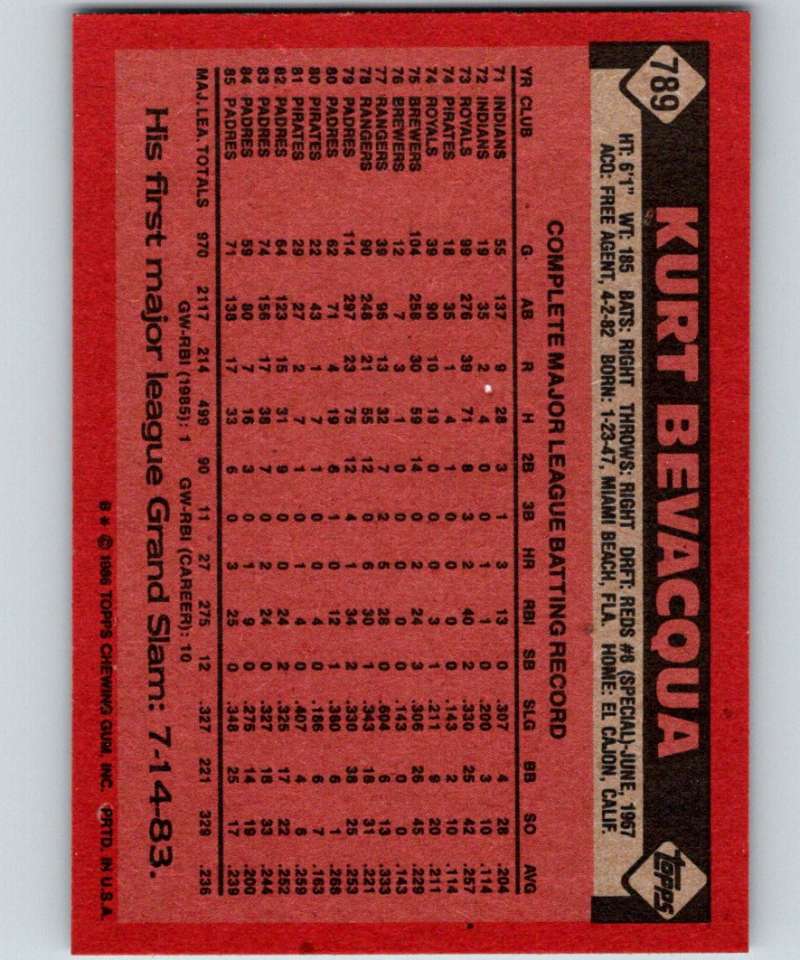 789
KURT BEVACQUA
topps
HT: 6'1" WT: 185 BATS: RIGHT THROWS: RIGHT DRFT: REDS #8 (SPECIAL)-JUNE, 1967
ACQ: FREE AGENT, 4-2-82 BORN: 1-23-47, MIAMI BEACH, FLA. HOME: EL CAJON, CALIF.
COMPLETE MAJOR LEAGUE BATTING RECORD
YR CLUB G AB R H 2B 3B HR RBI SB SLG BB SO AVG
71 INDIANS 55 137 9 28 3 1 3 13 0 .307 4 28 .204
72 INDIANS 19 35 2 4 0 0 1 1 0 .200 3 10 .114
73 ROYALS 99 276 39 71 8 3 2 40 2 .330 25 42 .257
74 PIRATES 18 35 1 4 1 0 0 0 0 .143 2 10 .114
74 ROYALS 39 90 10 19 0 0 0 3 1 .211 9 20 .211
75 BREWERS 104 258 30 59 14 0 2 24 3 .306 26 45 .229
76 BREWERS 12 7 3 1 0 0 0 0 0 .143 0 0 .143
77 RANGERS 39 96 13 32 7 2 5 28 0 .604 6 13 .333
78 RANGERS 90 248 21 55 12 0 6 30 1 .343 18 31 .221
79 PADRES 114 297 23 75 12 4 1 34 2 .330 38 25 .253
80 PADRES 62 71 4 19 6 1 0 12 1 .380 6 1 .268
80 PIRATES 22 43 1 7 1 0 0 4 0 .186 6 7 .163
81 PIRATES 29 27 2 7 1 0 1 4 0 .407 4 6 .259
82 PADRES 64 123 15 31 9 0 0 24 2 .325 17 22 .252
83 PADRES 74 156 17 38 7 0 2 24 0 .327 18 33 .244
84 PADRES 59 80 7 16 3 0 1 9 0 .275 14 19 .200
85 PADRES 71 138 17 33 6 0 3 25 0 .348 25 17 .239
MAJ. LEA. TOTALS 970 2117 214 499 90 11 27 275 12 .327 221 329 .236
GW-RBI (1985): 1 GW-RBI (CAREER): 10
His first major league Grand Slam: 7-14-83.
B* © 1986 TOPPS CHEWING GUM, INC. PRTD. IN U.S.A.